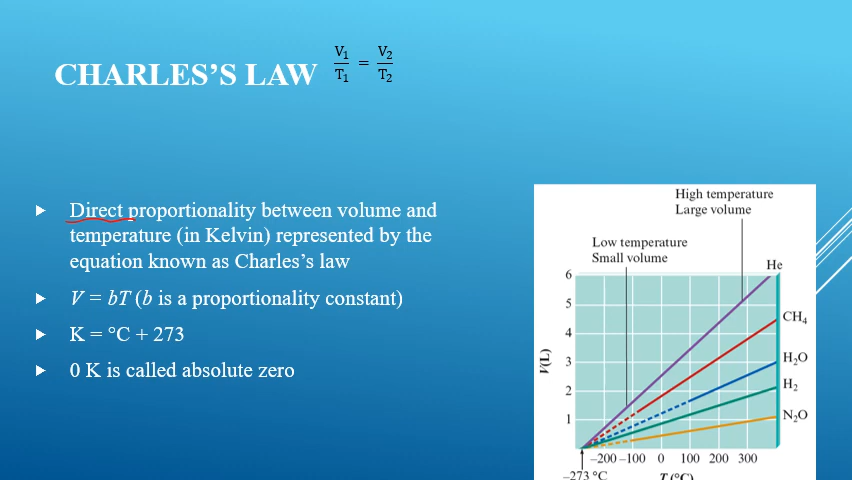 CHARLES'S LAW
V₁/T₁ = V₂/T₂
Direct proportionality between volume and
temperature (in Kelvin) represented by the
equation known as Charles's law
V = bT (b is a proportionality constant)
K = °C + 273
0 K is called absolute zero
High temperature
Large volume
Low temperature
Small volume
He
CH₄
H₂O
H₂
N₂O
V(L)
6
5
4
3
2
1
–200 –100 0 100 200 300
–273 °C
T (°C)